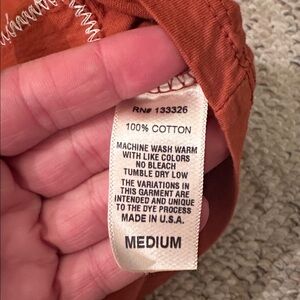 RN# 133326
100% COTTON
MACHINE WASH WARM
WITH LIKE COLORS
NO BLEACH
TUMBLE DRY LOW
THE VARIATIONS IN
THIS GARMENT ARE
INTENDED AND UNIQUE
TO THE DYE PROCESS
MADE IN U.S.A.
MEDIUM